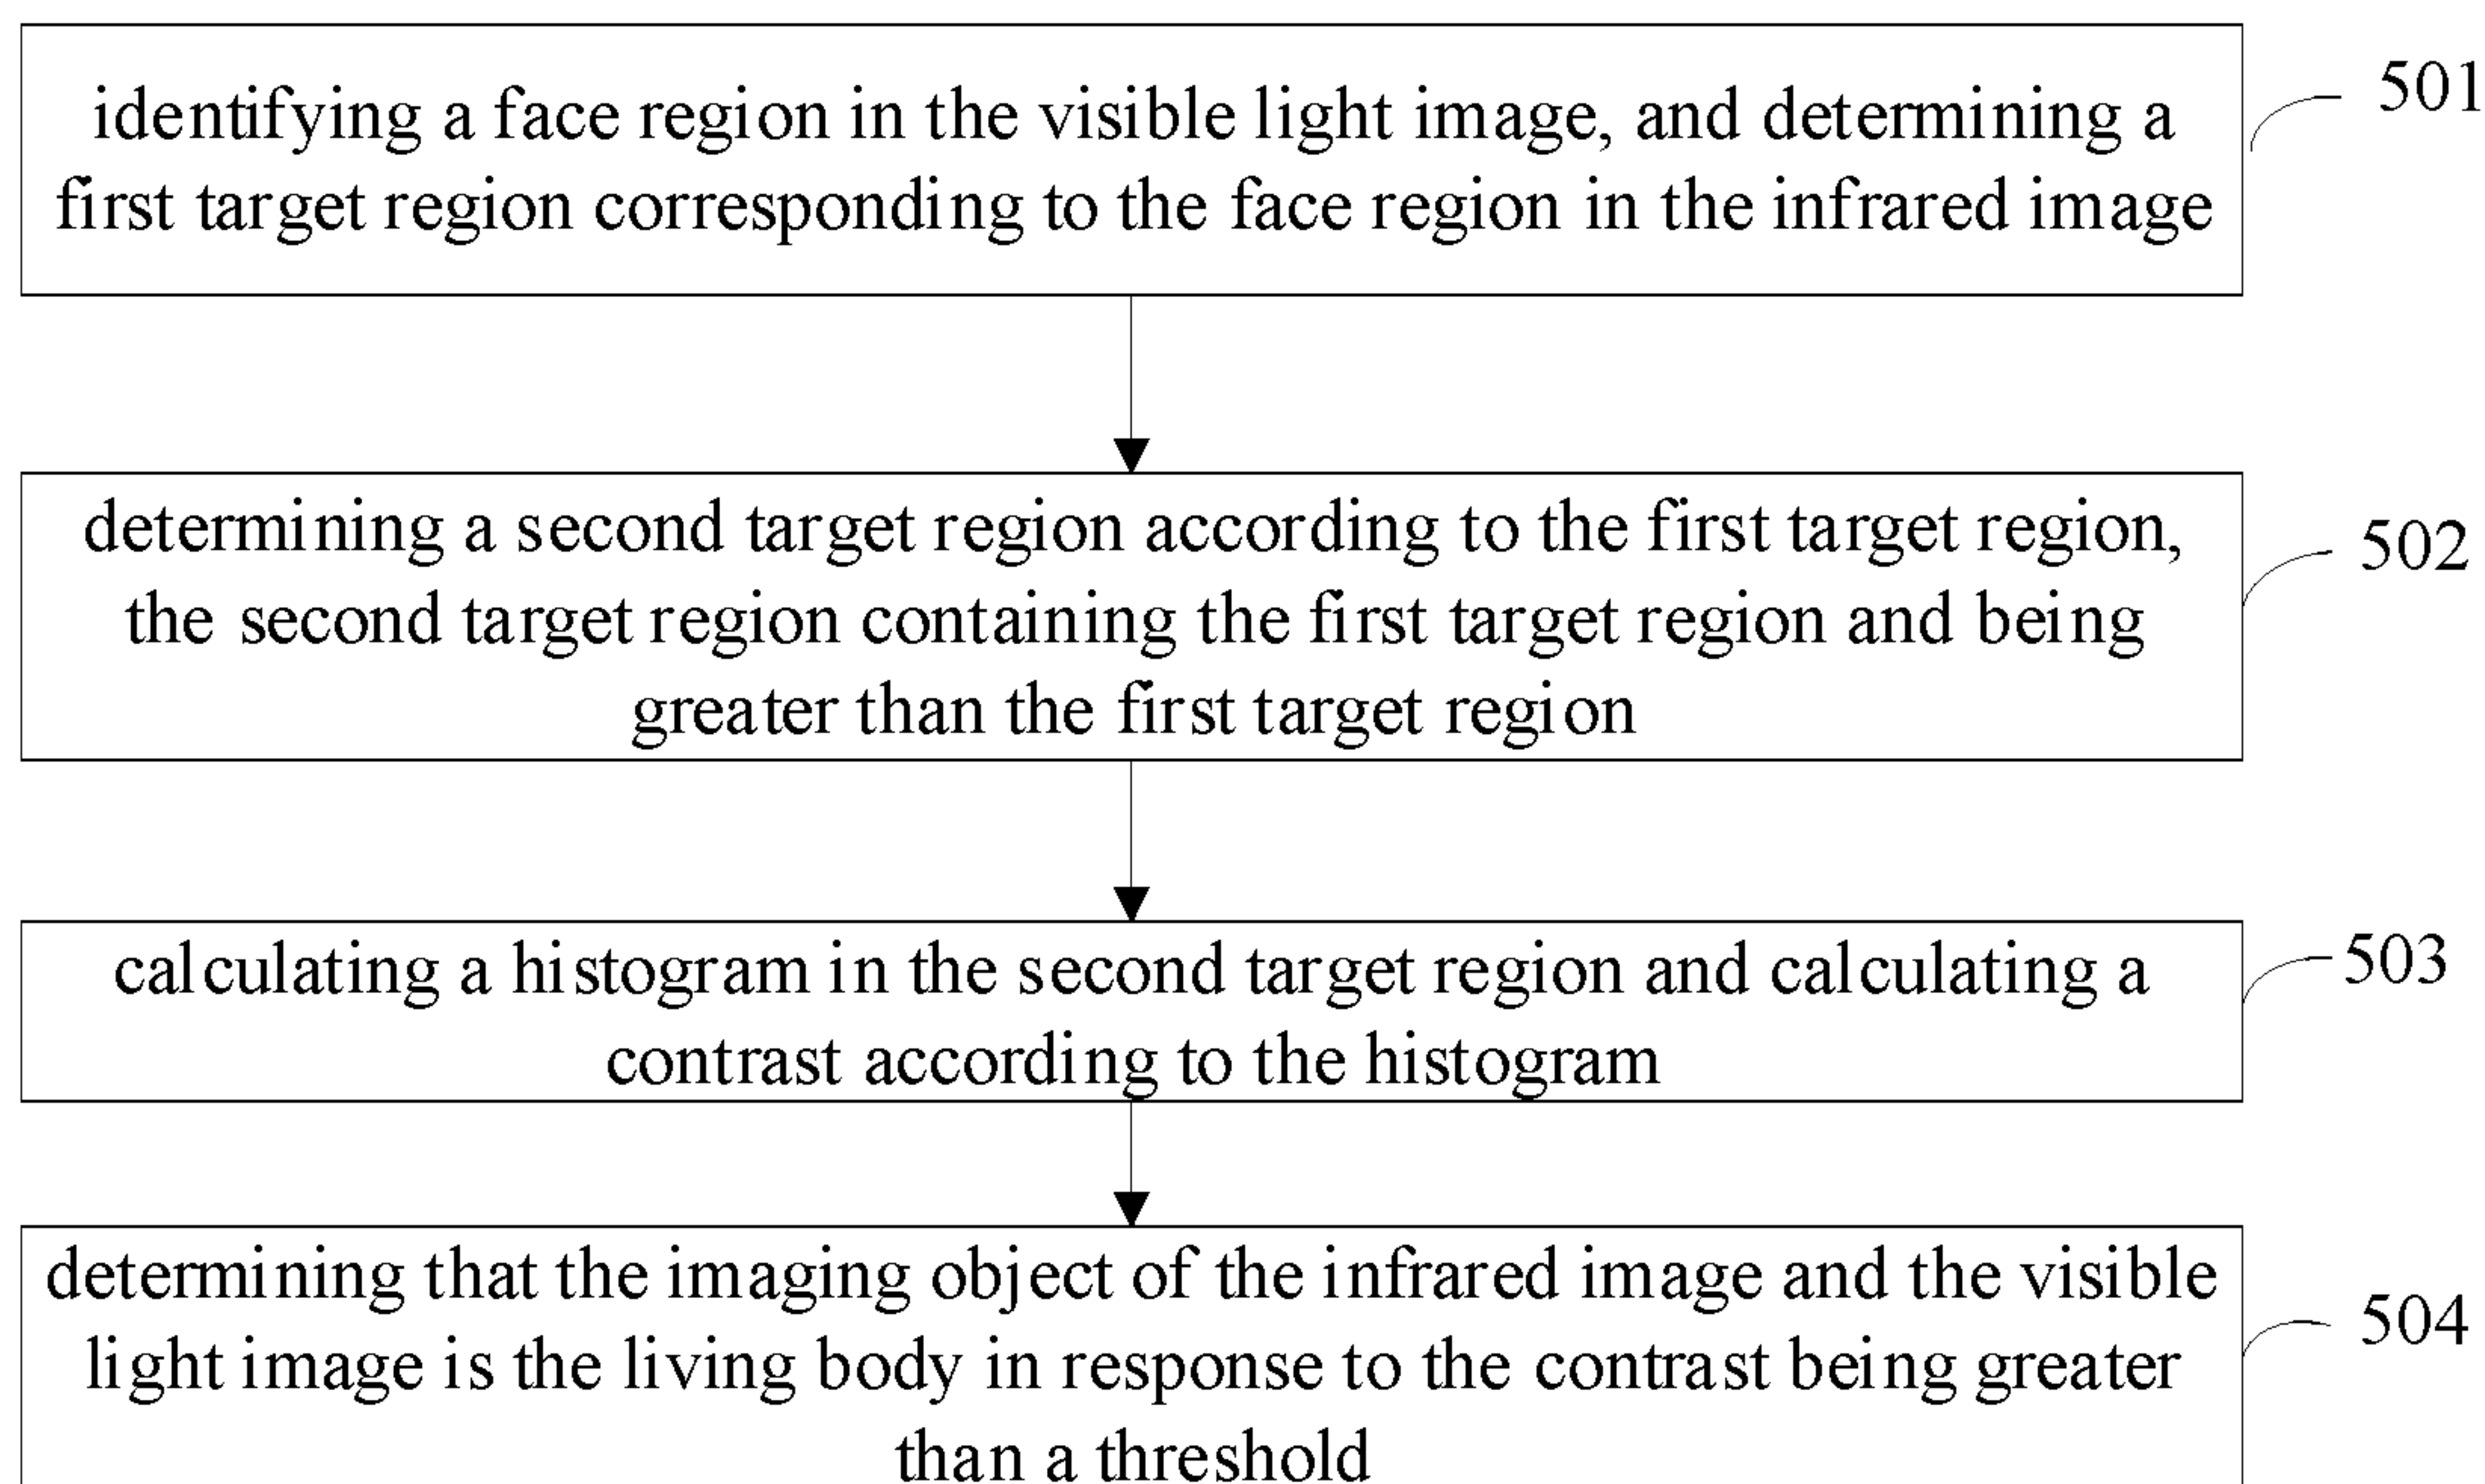 identifying a face region in the visible light image, and determining a
first target region corresponding to the face region in the infrared image
501
determining a second target region according to the first target region,
the second target region containing the first target region and being
greater than the first target region
502
calculating a histogram in the second target region and calculating a
contrast according to the histogram
503
determining that the imaging object of the infrared image and the visible
light image is the living body in response to the contrast being greater
than a threshold
504